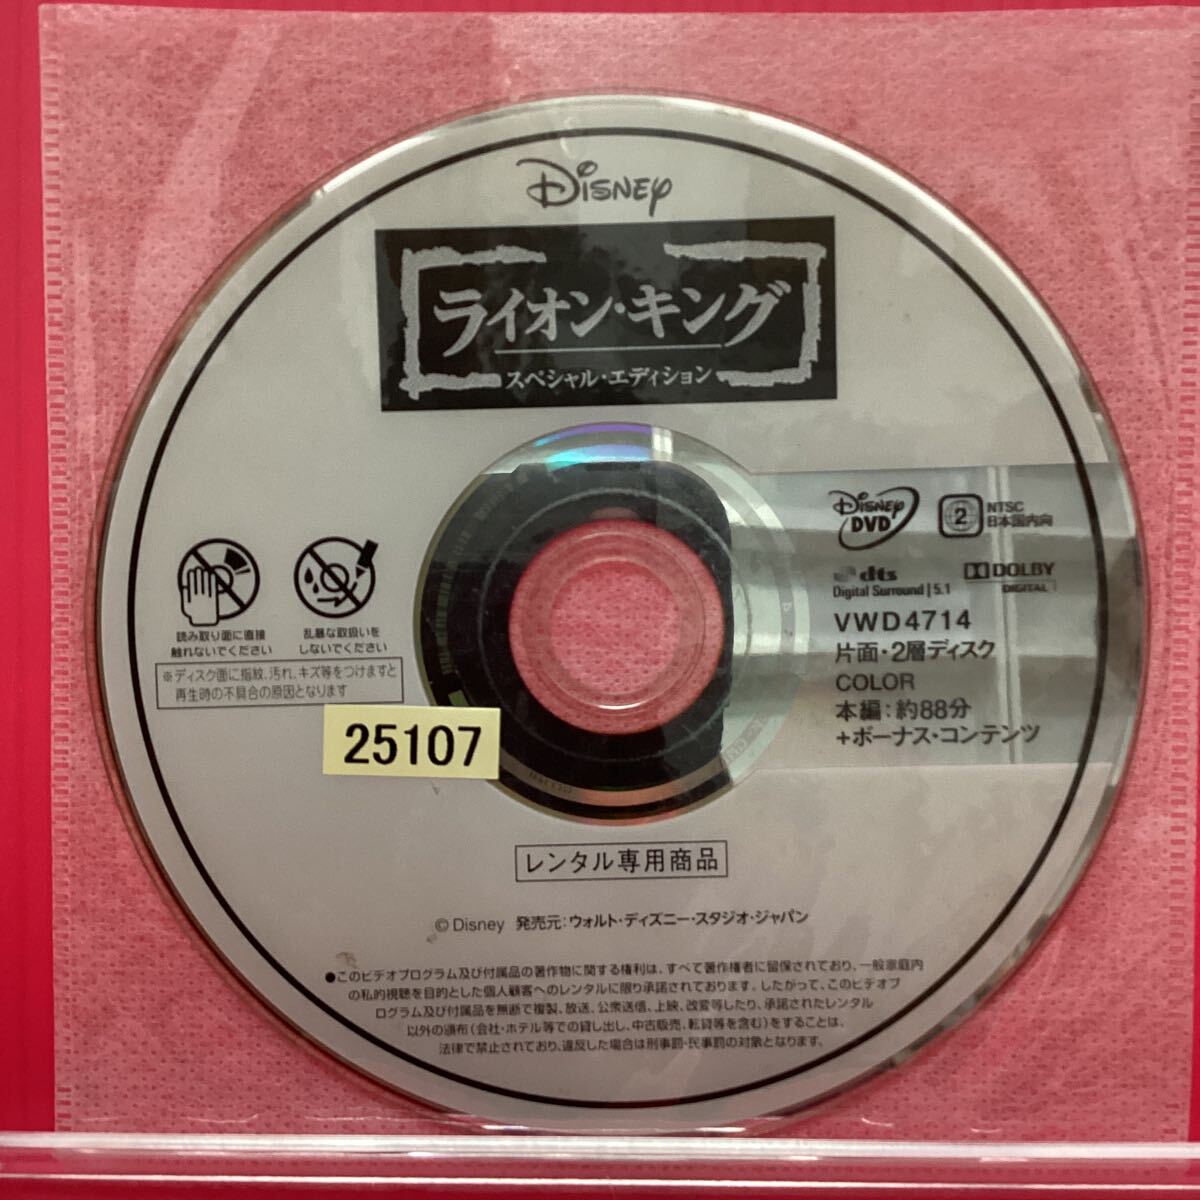 Disney
ライオン・キング
スペシャル・エディション
Disney
DVD
2
NTSC
日本国内向
dts
Digital Surround | 5.1
DOLBY
DIGITAL
VWD4714
片面・2層ディスク
COLOR
本編：約88分
+ボーナス・コンテンツ
読み取り面に直接
触れないでください
乱暴な取扱いを
しないでください
※ディスク面に指紋、汚れ、キズ等をつけますと
再生時の不具合の原因となります
25107
レンタル専用商品
© Disney 発売元：ウォルト・ディズニー・スタジオ・ジャパン
●このビデオプログラム及び付属品の著作物に関する権利は、すべて著作権者に留保されており、一般家庭内
の私的視聴を目的とした個人顧客へのレンタルに限り承諾されております。したがって、このビデオプ
ログラム及び付属品を無断で複製、放送、公衆送信、上映、改変等したり、承諾されたレンタル
以外の頒布（会社・ホテル等での貸し出し、中古販売、転貸等を含む）をすることは、
法律で禁止されており、違反した場合は刑事罰・民事罰の対象となります。